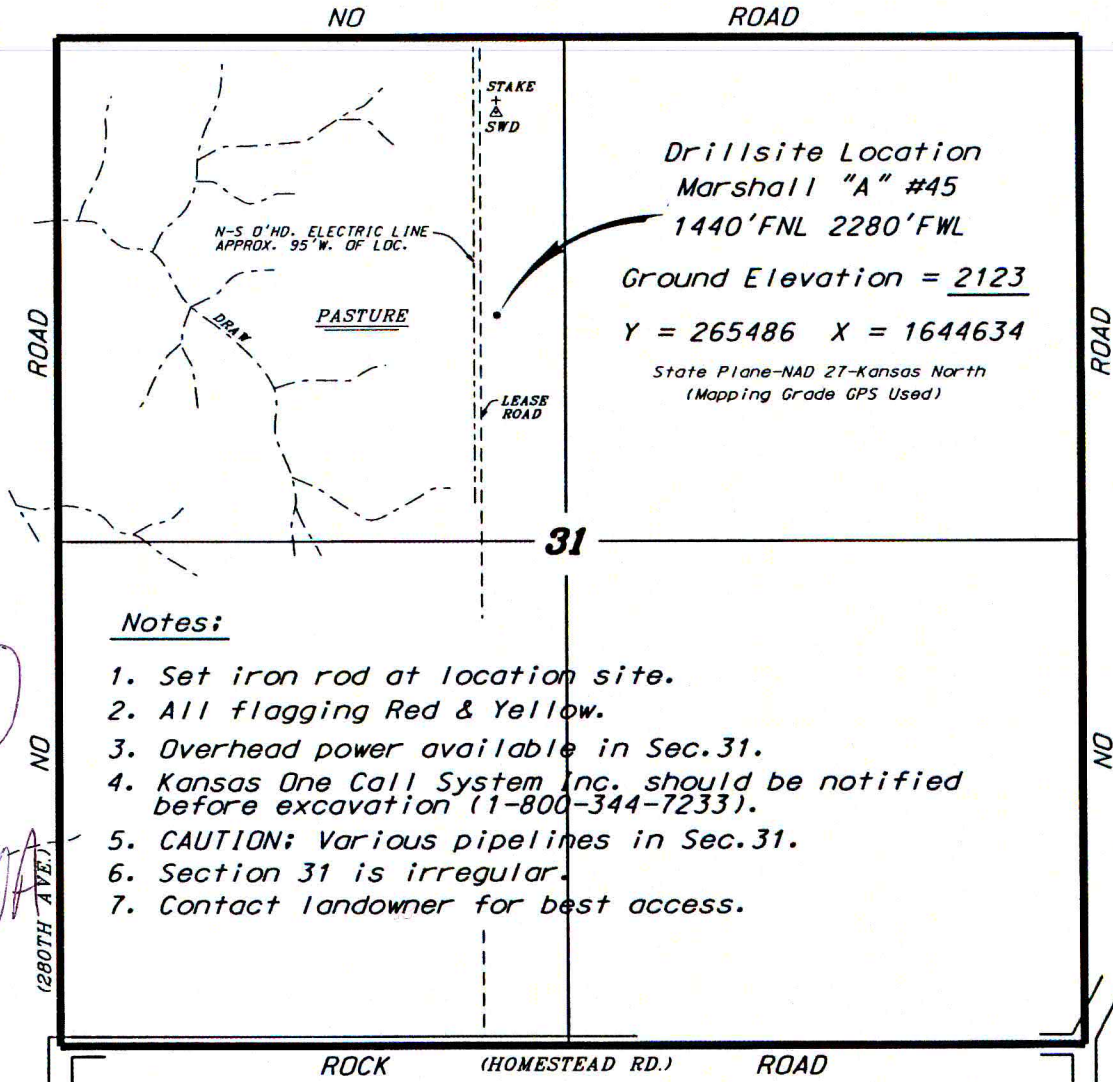 NO ROAD
STAKE
SWD
Drillsite Location
Marshall "A" #45
1440'FNL 2280'FWL
N-S O'HD. ELECTRIC LINE
APPROX. 95'W. OF LOC.
Ground Elevation = 2123
PASTURE
DRAW
Y = 265486 X = 1644634
State Plane-NAD 27-Kansas North
(Mapping Grade GPS Used)
ROAD
ROAD
LEASE
ROAD
31
Notes:
1. Set iron rod at location site.
2. All flagging Red & Yellow.
3. Overhead power available in Sec.31.
4. Kansas One Call System Inc. should be notified
before excavation (1-800-344-7233).
5. CAUTION: Various pipelines in Sec.31.
6. Section 31 is irregular.
7. Contact landowner for best access.
NO
NO
(280TH AVE.)
ROCK (HOMESTEAD RD.) ROAD